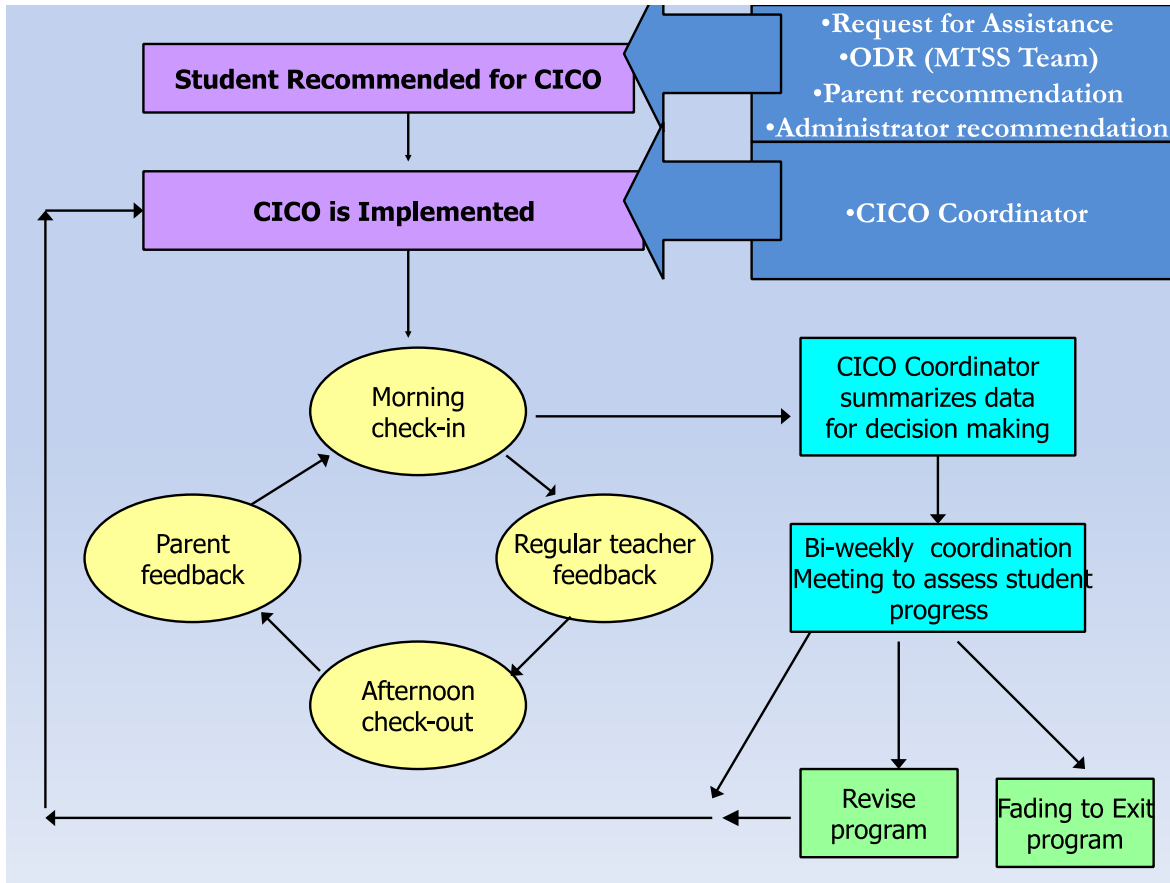 •Request for Assistance
•ODR (MTSS Team)
•Parent recommendation
•Administrator recommendation
Student Recommended for CICO
CICO is Implemented
•CICO Coordinator
Morning
check-in
CICO Coordinator
summarizes data
for decision making
Parent
feedback
Regular teacher
feedback
Bi-weekly  coordination
Meeting to assess student
progress
Afternoon
check-out
Revise
program
Fading to Exit
program